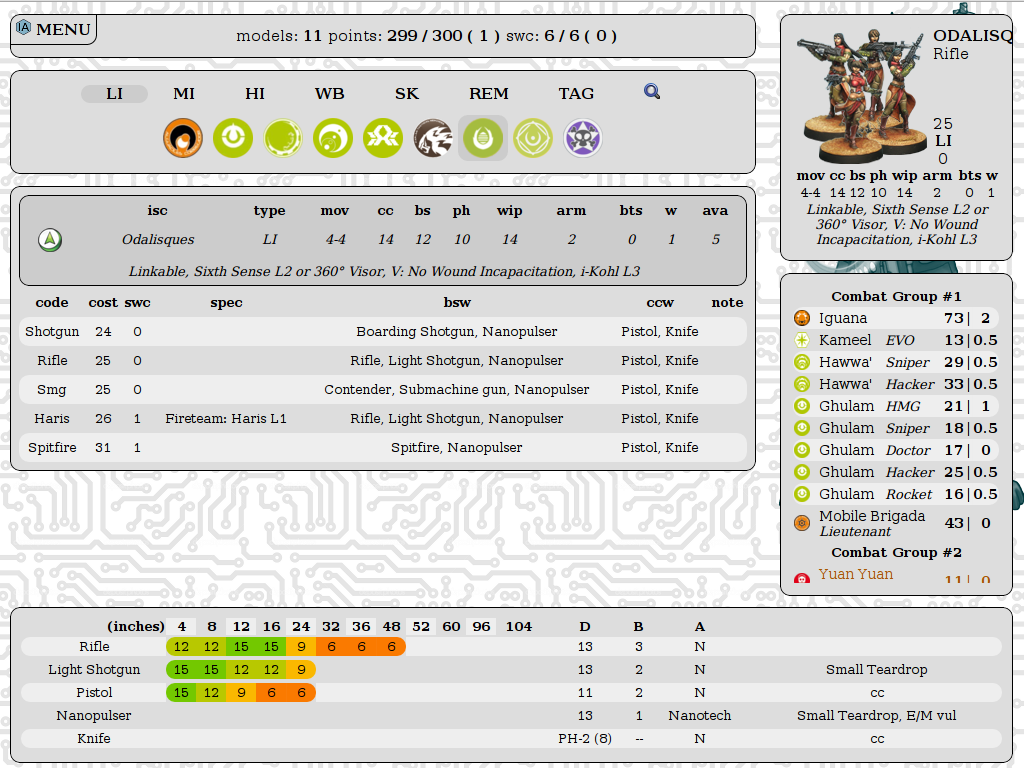 IA MENU
models: 11 points: 299 / 300 ( 1 ) swc: 6 / 6 ( 0 )
LI MI HI WB SK REM TAG
isc type mov cc bs ph wip arm bts w ava
Odalisques LI 4-4 14 12 10 14 2 0 1 5
Linkable, Sixth Sense L2 or 360° Visor, V: No Wound Incapacitation, i-Kohl L3
code cost swc spec bsw ccw note
Shotgun 24 0 Boarding Shotgun, Nanopulser Pistol, Knife
Rifle 25 0 Rifle, Light Shotgun, Nanopulser Pistol, Knife
Smg 25 0 Contender, Submachine gun, Nanopulser Pistol, Knife
Haris 26 1 Fireteam: Haris L1 Rifle, Light Shotgun, Nanopulser Pistol, Knife
Spitfire 31 1 Spitfire, Nanopulser Pistol, Knife
ODALISQ
Rifle
25
LI
0
mov cc bs ph wip arm bts w
4-4 14 12 10 14 2 0 1
Linkable, Sixth Sense L2 or
360° Visor, V: No Wound
Incapacitation, i-Kohl L3
Combat Group #1
Iguana 73| 2
Kameel EVO 13|0.5
Hawwa' Sniper 29|0.5
Hawwa' Hacker 33|0.5
Ghulam HMG 21| 1
Ghulam Sniper 18|0.5
Ghulam Doctor 17| 0
Ghulam Hacker 25|0.5
Ghulam Rocket 16|0.5
Mobile Brigada 43| 0
Lieutenant
Combat Group #2
Yuan Yuan 11| 0
(inches) 4 8 12 16 24 32 36 48 52 60 96 104 D B A
Rifle 12 12 15 15 9 6 6 6 13 3 N
Light Shotgun 15 15 12 12 9 13 2 N Small Teardrop
Pistol 15 12 9 6 6 11 2 N cc
Nanopulser 13 1 Nanotech Small Teardrop, E/M vul
Knife PH-2 (8) -- N cc